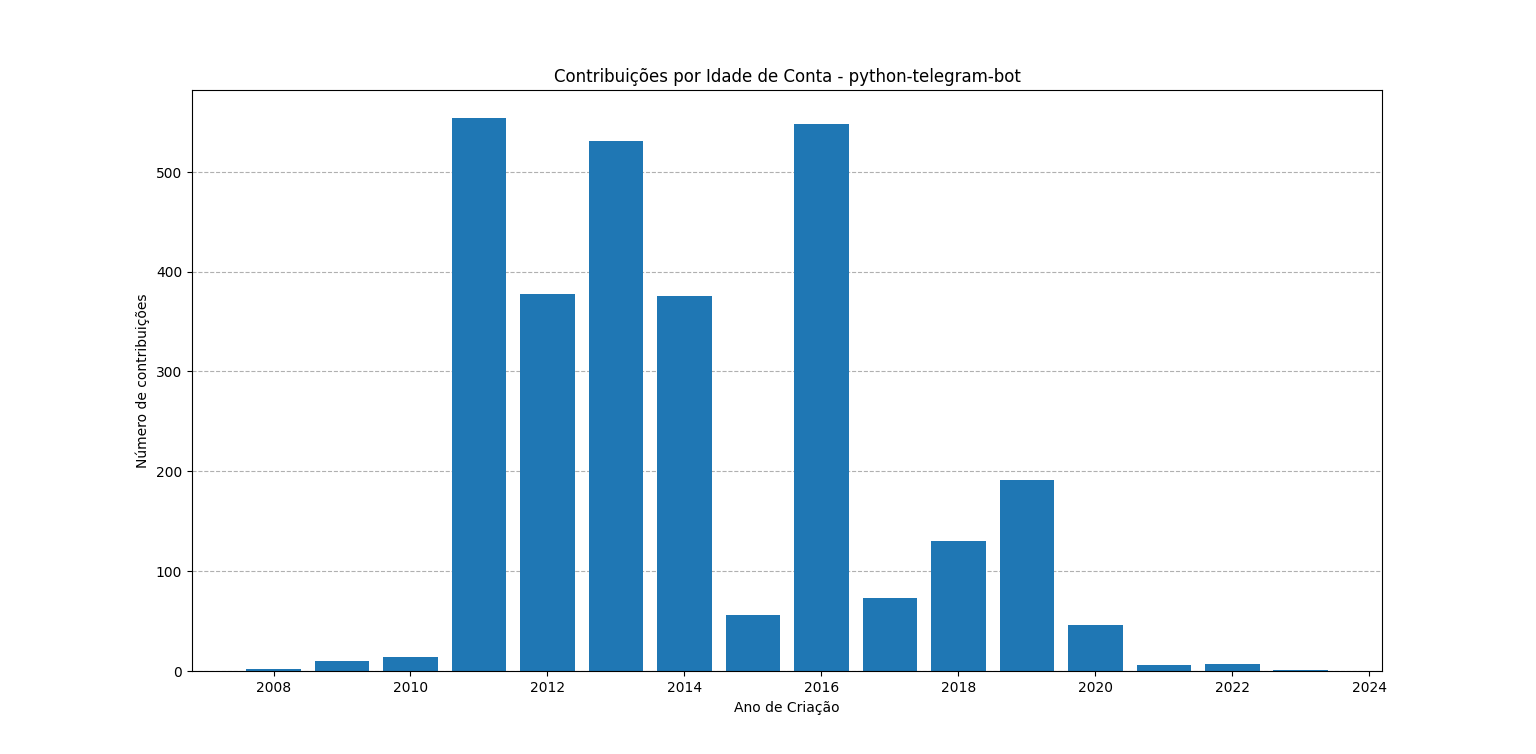 Contribuições por Idade de Conta - python-telegram-bot
Número de contribuições
500
400
300
200
100
0
2008 2010 2012 2014 2016 2018 2020 2022 2024
Ano de Criação